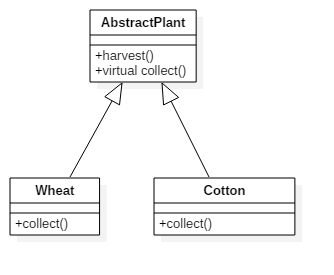 AbstractPlant
+harvest()
+virtual collect()
Wheat
+collect()
Cotton
+collect()